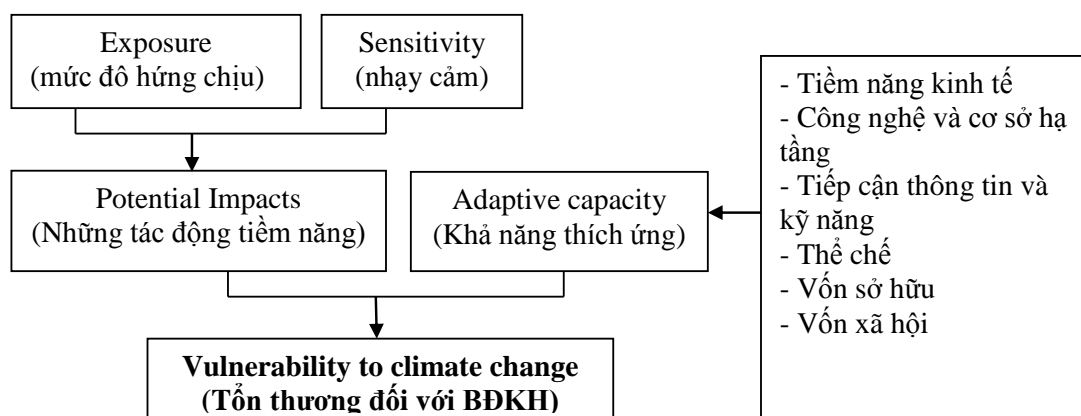 Exposure
(mức đô hứng chịu)
Sensitivity
(nhạy cảm)
- Tiềm năng kinh tế
- Công nghệ và cơ sở hạ
tầng
- Tiếp cận thông tin và
kỹ năng
- Thể chế
- Vốn sở hữu
- Vốn xã hội
Potential Impacts
(Những tác động tiềm năng)
Adaptive capacity
(Khả năng thích ứng)
Vulnerability to climate change
(Tổn thương đối với BĐKH)